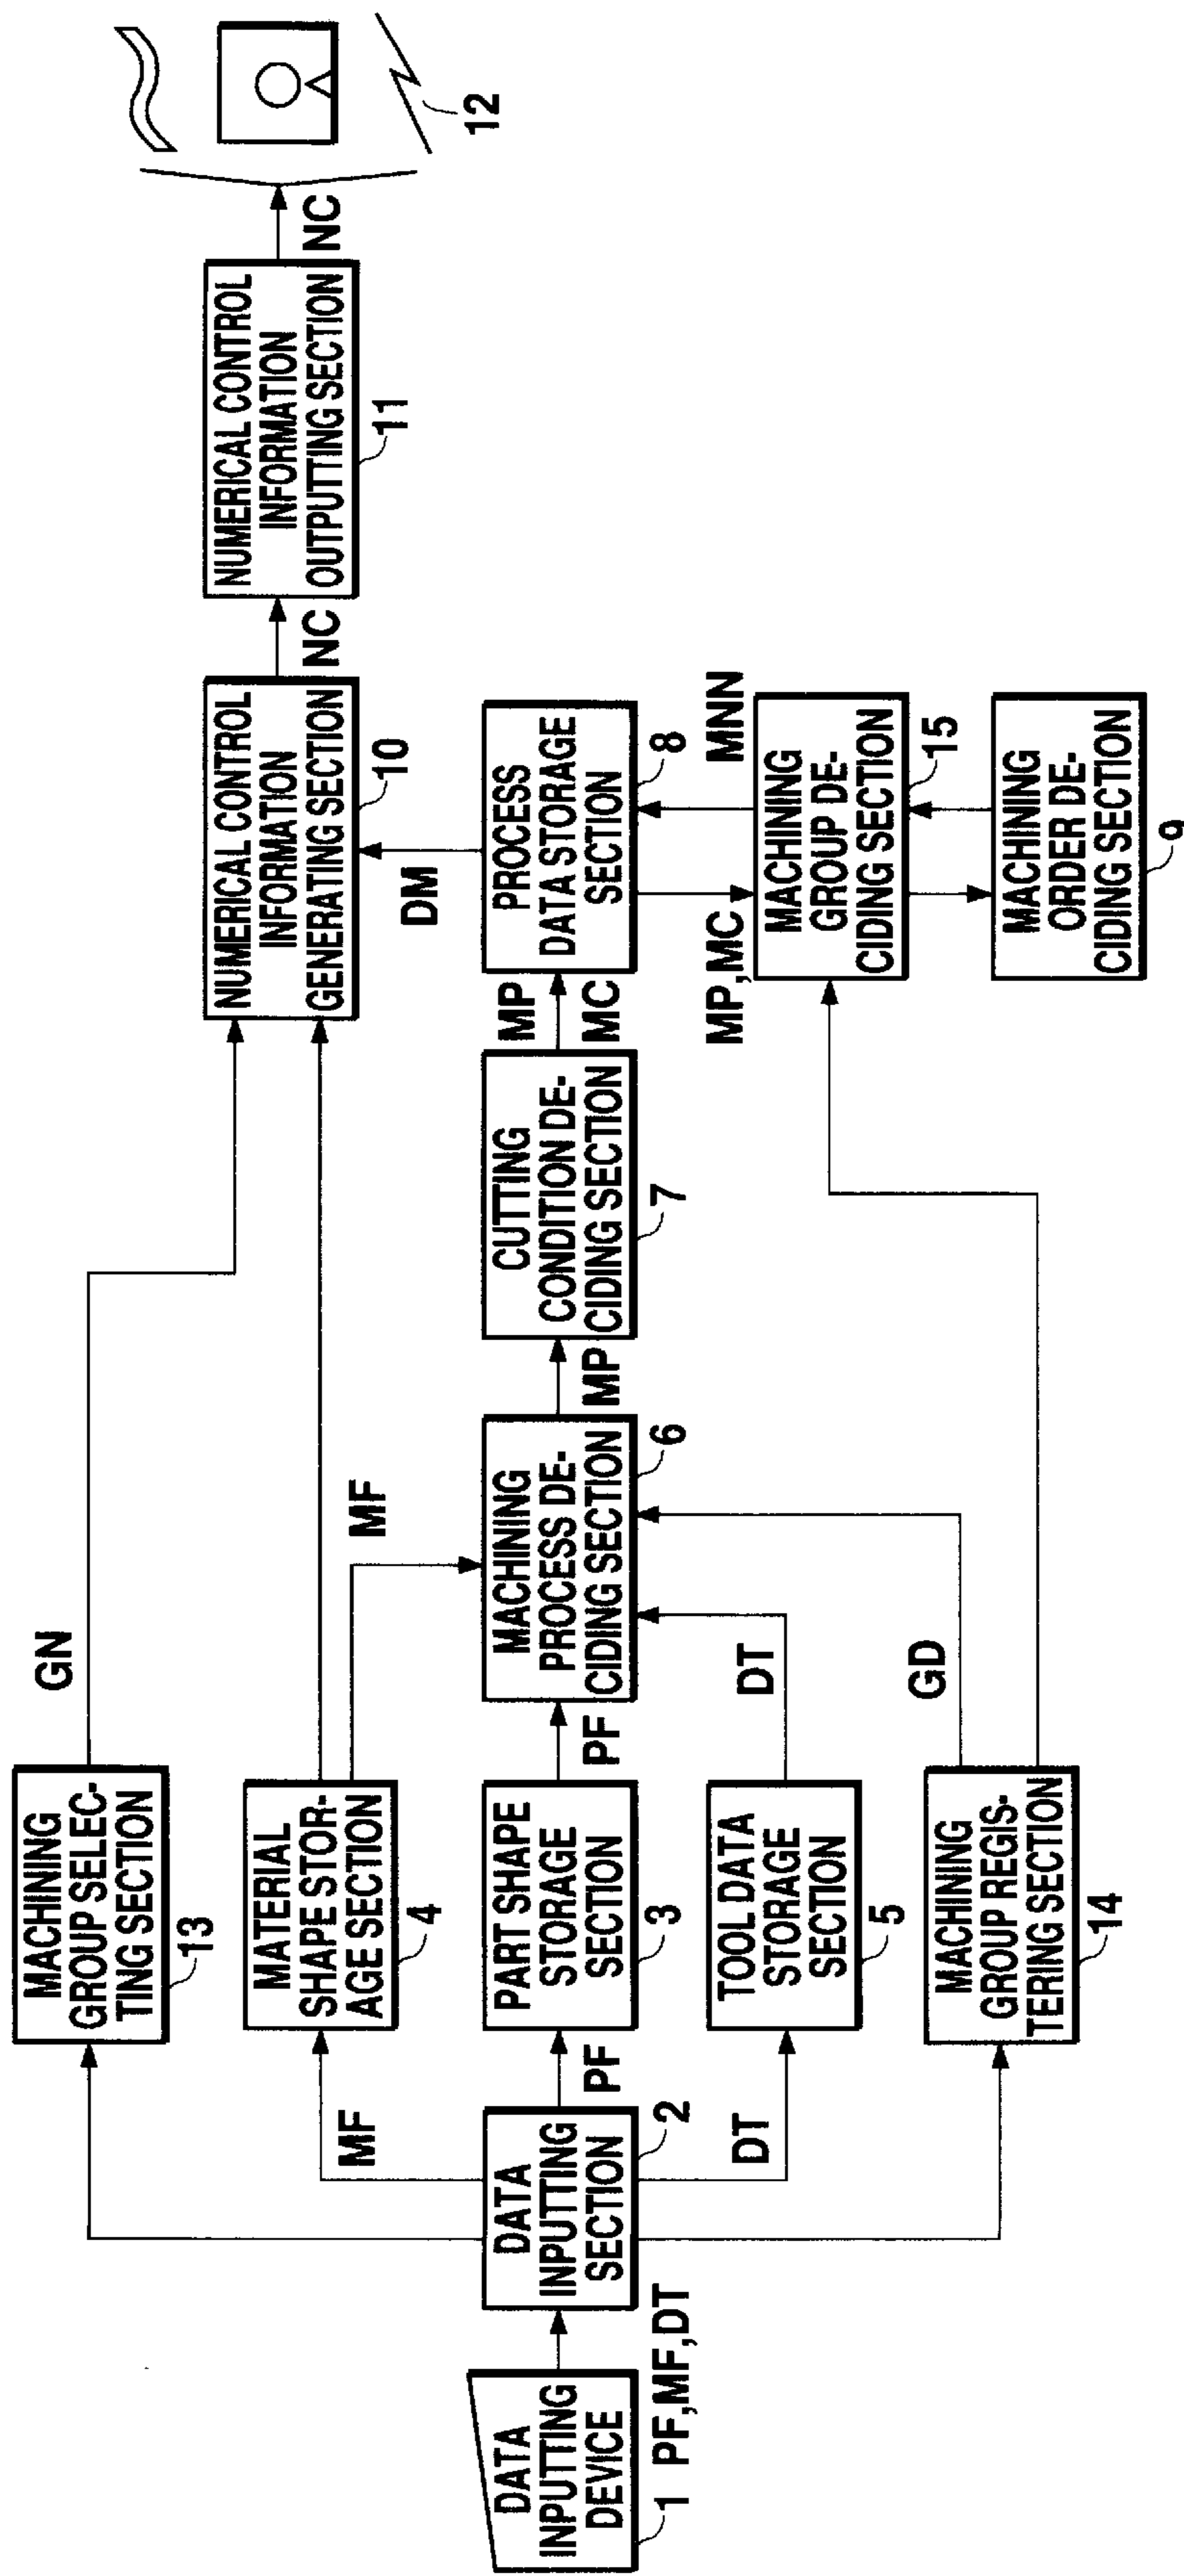 DATA
INPUTTING
DEVICE
1
PF,MF,DT
DATA
INPUTTING
SECTION
2
MF
PF
DT
MACHINING
GROUP SELEC-
TING SECTION
13
MATERIAL
SHAPE STOR-
AGE SECTION
4
PART SHAPE
STORAGE
SECTION
3
TOOL DATA
STORAGE
SECTION
5
MACHINING
GROUP REGIS-
TERING SECTION
14
GN
MF
PF
DT
GD
MACHINING
PROCESS DE-
CIDING SECTION
6
MP
CUTTING
CONDITION DE-
CIDING SECTION
7
MP
MC
PROCESS
DATA STORAGE
SECTION
8
DM
MP,MC
MNN
MACHINING
GROUP DE-
CIDING SECTION
15
MACHINING
ORDER DE-
CIDING SECTION
9
NUMERICAL CONTROL
INFORMATION
GENERATING SECTION
10
NC
NUMERICAL CONTROL
INFORMATION
OUTPUTTING SECTION
11
NC
12